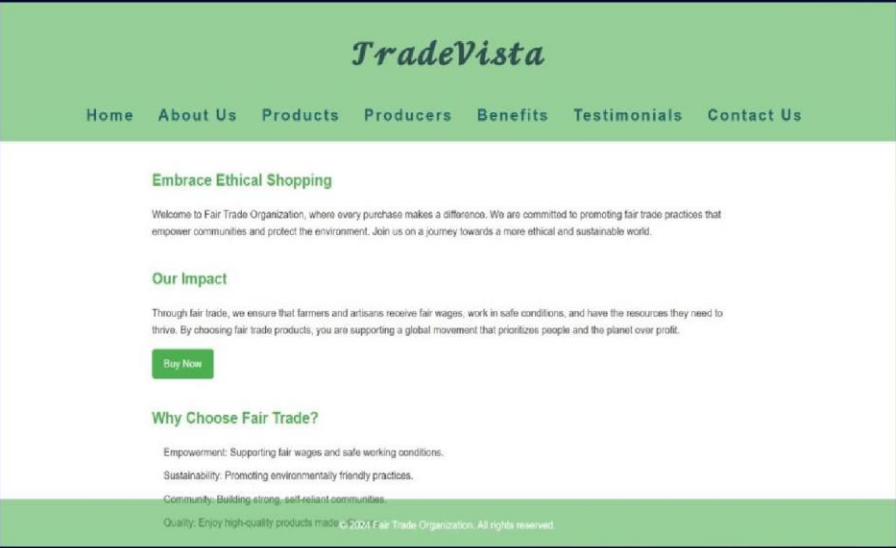 TradeVista
Home About Us Products Producers Benefits Testimonials Contact Us
Embrace Ethical Shopping
Welcome to Fair Trade Organization, where every purchase makes a difference. We are committed to promoting fair trade practices that
empower communities and protect the environment. Join us on a journey towards a more ethical and sustainable world.
Our Impact
Through fair trade, we ensure that farmers and artisans receive fair wages, work in safe conditions, and have the resources they need to
thrive. By choosing fair trade products, you are supporting a global movement that prioritizes people and the planet over profit.
Buy Now
Why Choose Fair Trade?
Empowerment: Supporting fair wages and safe working conditions.
Sustainability: Promoting environmentally friendly practices.
Community: Building strong, self-reliant communities.
Quality: Enjoy high-quality products made
© 2024 Fair Trade Organization. All rights reserved.